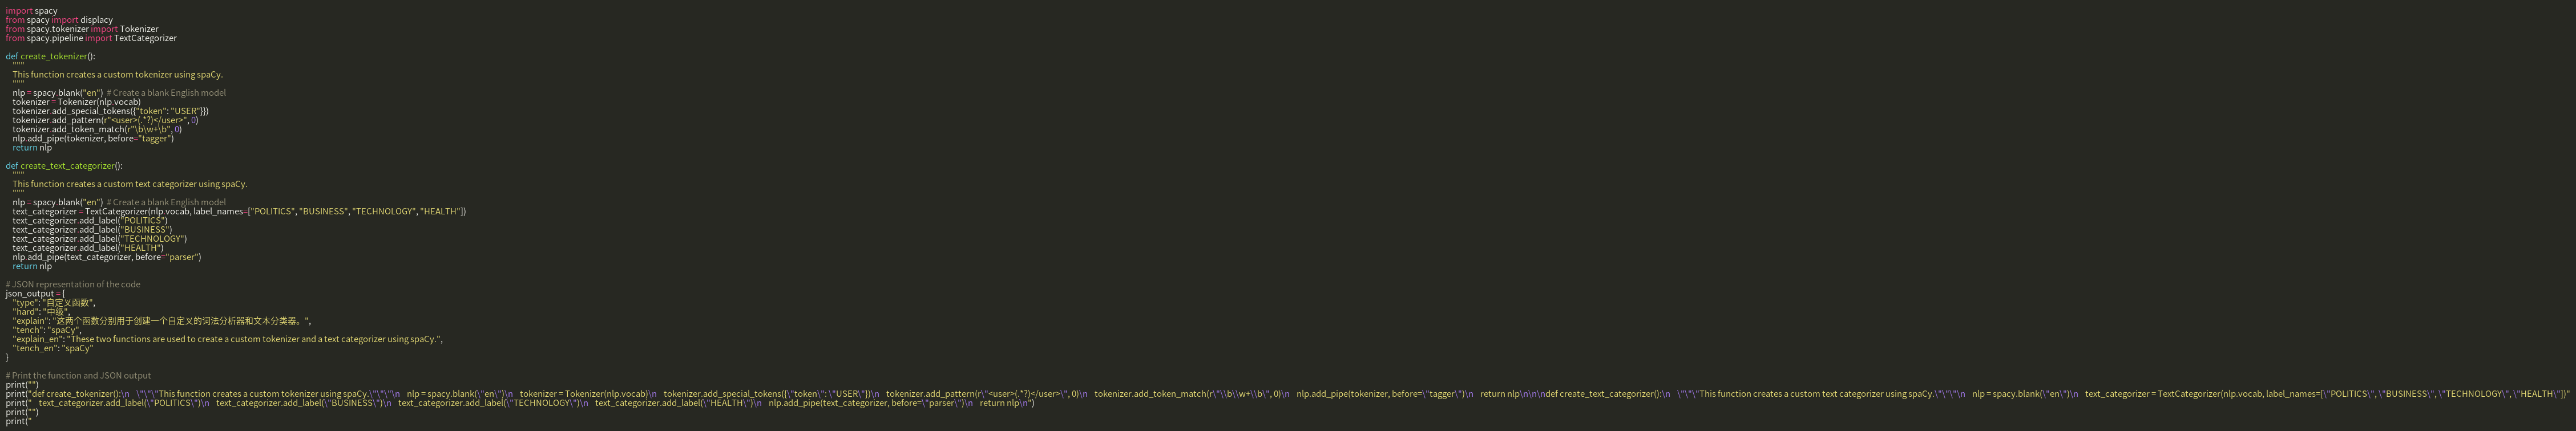 import spacy
from spacy import displacy
from spacy.tokenizer import Tokenizer
from spacy.pipeline import TextCategorizer

def create_tokenizer():
    """
    This function creates a custom tokenizer using spaCy.
    """
    nlp = spacy.blank("en")  # Create a blank English model
    tokenizer = Tokenizer(nlp.vocab)
    tokenizer.add_special_tokens({"token": "USER"}})
    tokenizer.add_pattern(r"<user>(.*?)</user>", 0)
    tokenizer.add_token_match(r"\b\w+\b", 0)
    nlp.add_pipe(tokenizer, before="tagger")
    return nlp

def create_text_categorizer():
    """
    This function creates a custom text categorizer using spaCy.
    """
    nlp = spacy.blank("en")  # Create a blank English model
    text_categorizer = TextCategorizer(nlp.vocab, label_names=["POLITICS", "BUSINESS", "TECHNOLOGY", "HEALTH"])
    text_categorizer.add_label("POLITICS")
    text_categorizer.add_label("BUSINESS")
    text_categorizer.add_label("TECHNOLOGY")
    text_categorizer.add_label("HEALTH")
    nlp.add_pipe(text_categorizer, before="parser")
    return nlp

# JSON representation of the code
json_output = {
    "type": "自定义函数",
    "hard": "中级",
    "explain": "这两个函数分别用于创建一个自定义的词法分析器和文本分类器。",
    "tench": "spaCy",
    "explain_en": "These two functions are used to create a custom tokenizer and a text categorizer using spaCy.",
    "tench_en": "spaCy"
}

# Print the function and JSON output
print("")
print("def create_tokenizer():\n    \"\"\"This function creates a custom tokenizer using spaCy.\"\"\"\n    nlp = spacy.blank(\"en\")\n    tokenizer = Tokenizer(nlp.vocab)\n    tokenizer.add_special_tokens({\"token\": \"USER\"})\n    tokenizer.add_pattern(r\"<user>(.*?)</user>\", 0)\n    tokenizer.add_token_match(r\"\\b\\w+\\b\", 0)\n    nlp.add_pipe(tokenizer, before=\"tagger\")\n    return nlp\n\n\ndef create_text_categorizer():\n    \"\"\"This function creates a custom text categorizer using spaCy.\"\"\"\n    nlp = spacy.blank(\"en\")\n    text_categorizer = TextCategorizer(nlp.vocab, label_names=[\"POLITICS\", \"BUSINESS\", \"TECHNOLOGY\", \"HEALTH\"])"
print("    text_categorizer.add_label(\"POLITICS\")\n    text_categorizer.add_label(\"BUSINESS\")\n    text_categorizer.add_label(\"TECHNOLOGY\")\n    text_categorizer.add_label(\"HEALTH\")\n    nlp.add_pipe(text_categorizer, before=\"parser\")\n    return nlp\n")
print("")
print("